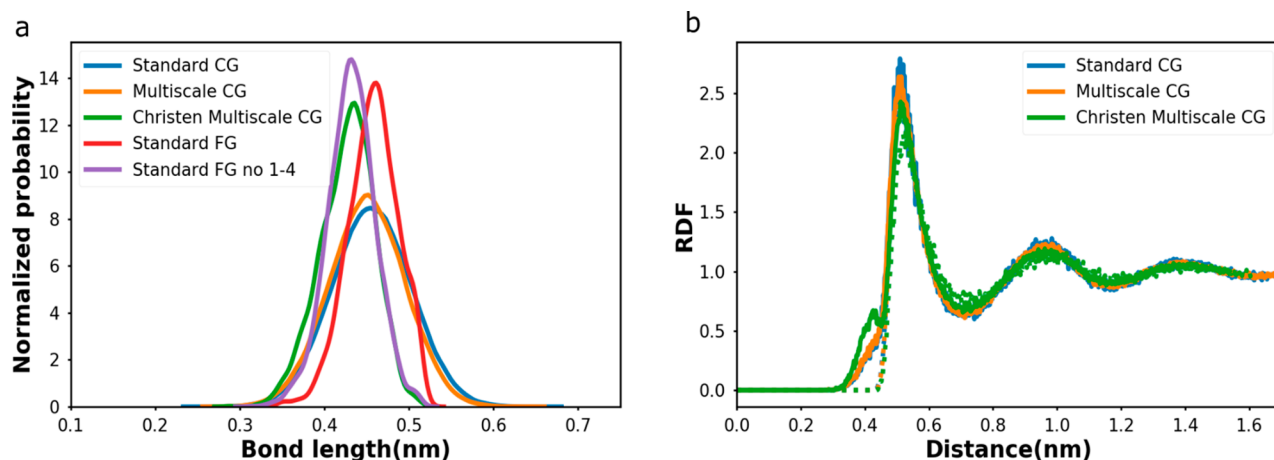 a
Standard CG
Multiscale CG
Christen Multiscale CG
Standard FG
Standard FG no 1-4
Normalized probability
14
12
10
8
6
4
2
0
0.1 0.2 0.3 0.4 0.5 0.6 0.7
Bond length(nm)
b
Standard CG
Multiscale CG
Christen Multiscale CG
RDF
2.5
2.0
1.5
1.0
0.5
0.0
0.0 0.2 0.4 0.6 0.8 1.0 1.2 1.4 1.6
Distance(nm)